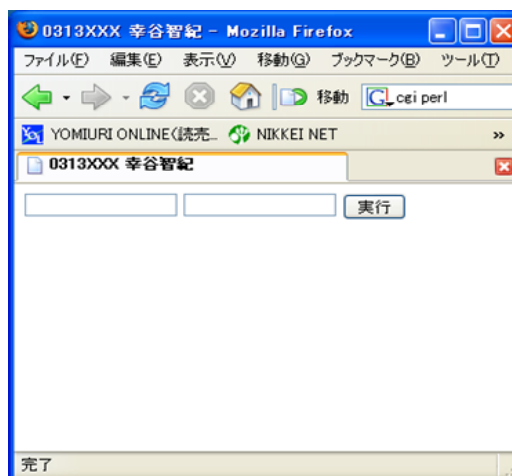 0313XXX 幸谷智紀 - Mozilla Firefox
ファイル(F) 編集(E) 表示(V) 移動(G) ブックマーク(B) ツール(T)
移動 G cgi perl
YOMIURI ONLINE(読売... NIKKEI NET »
0313XXX 幸谷智紀
実行
完了